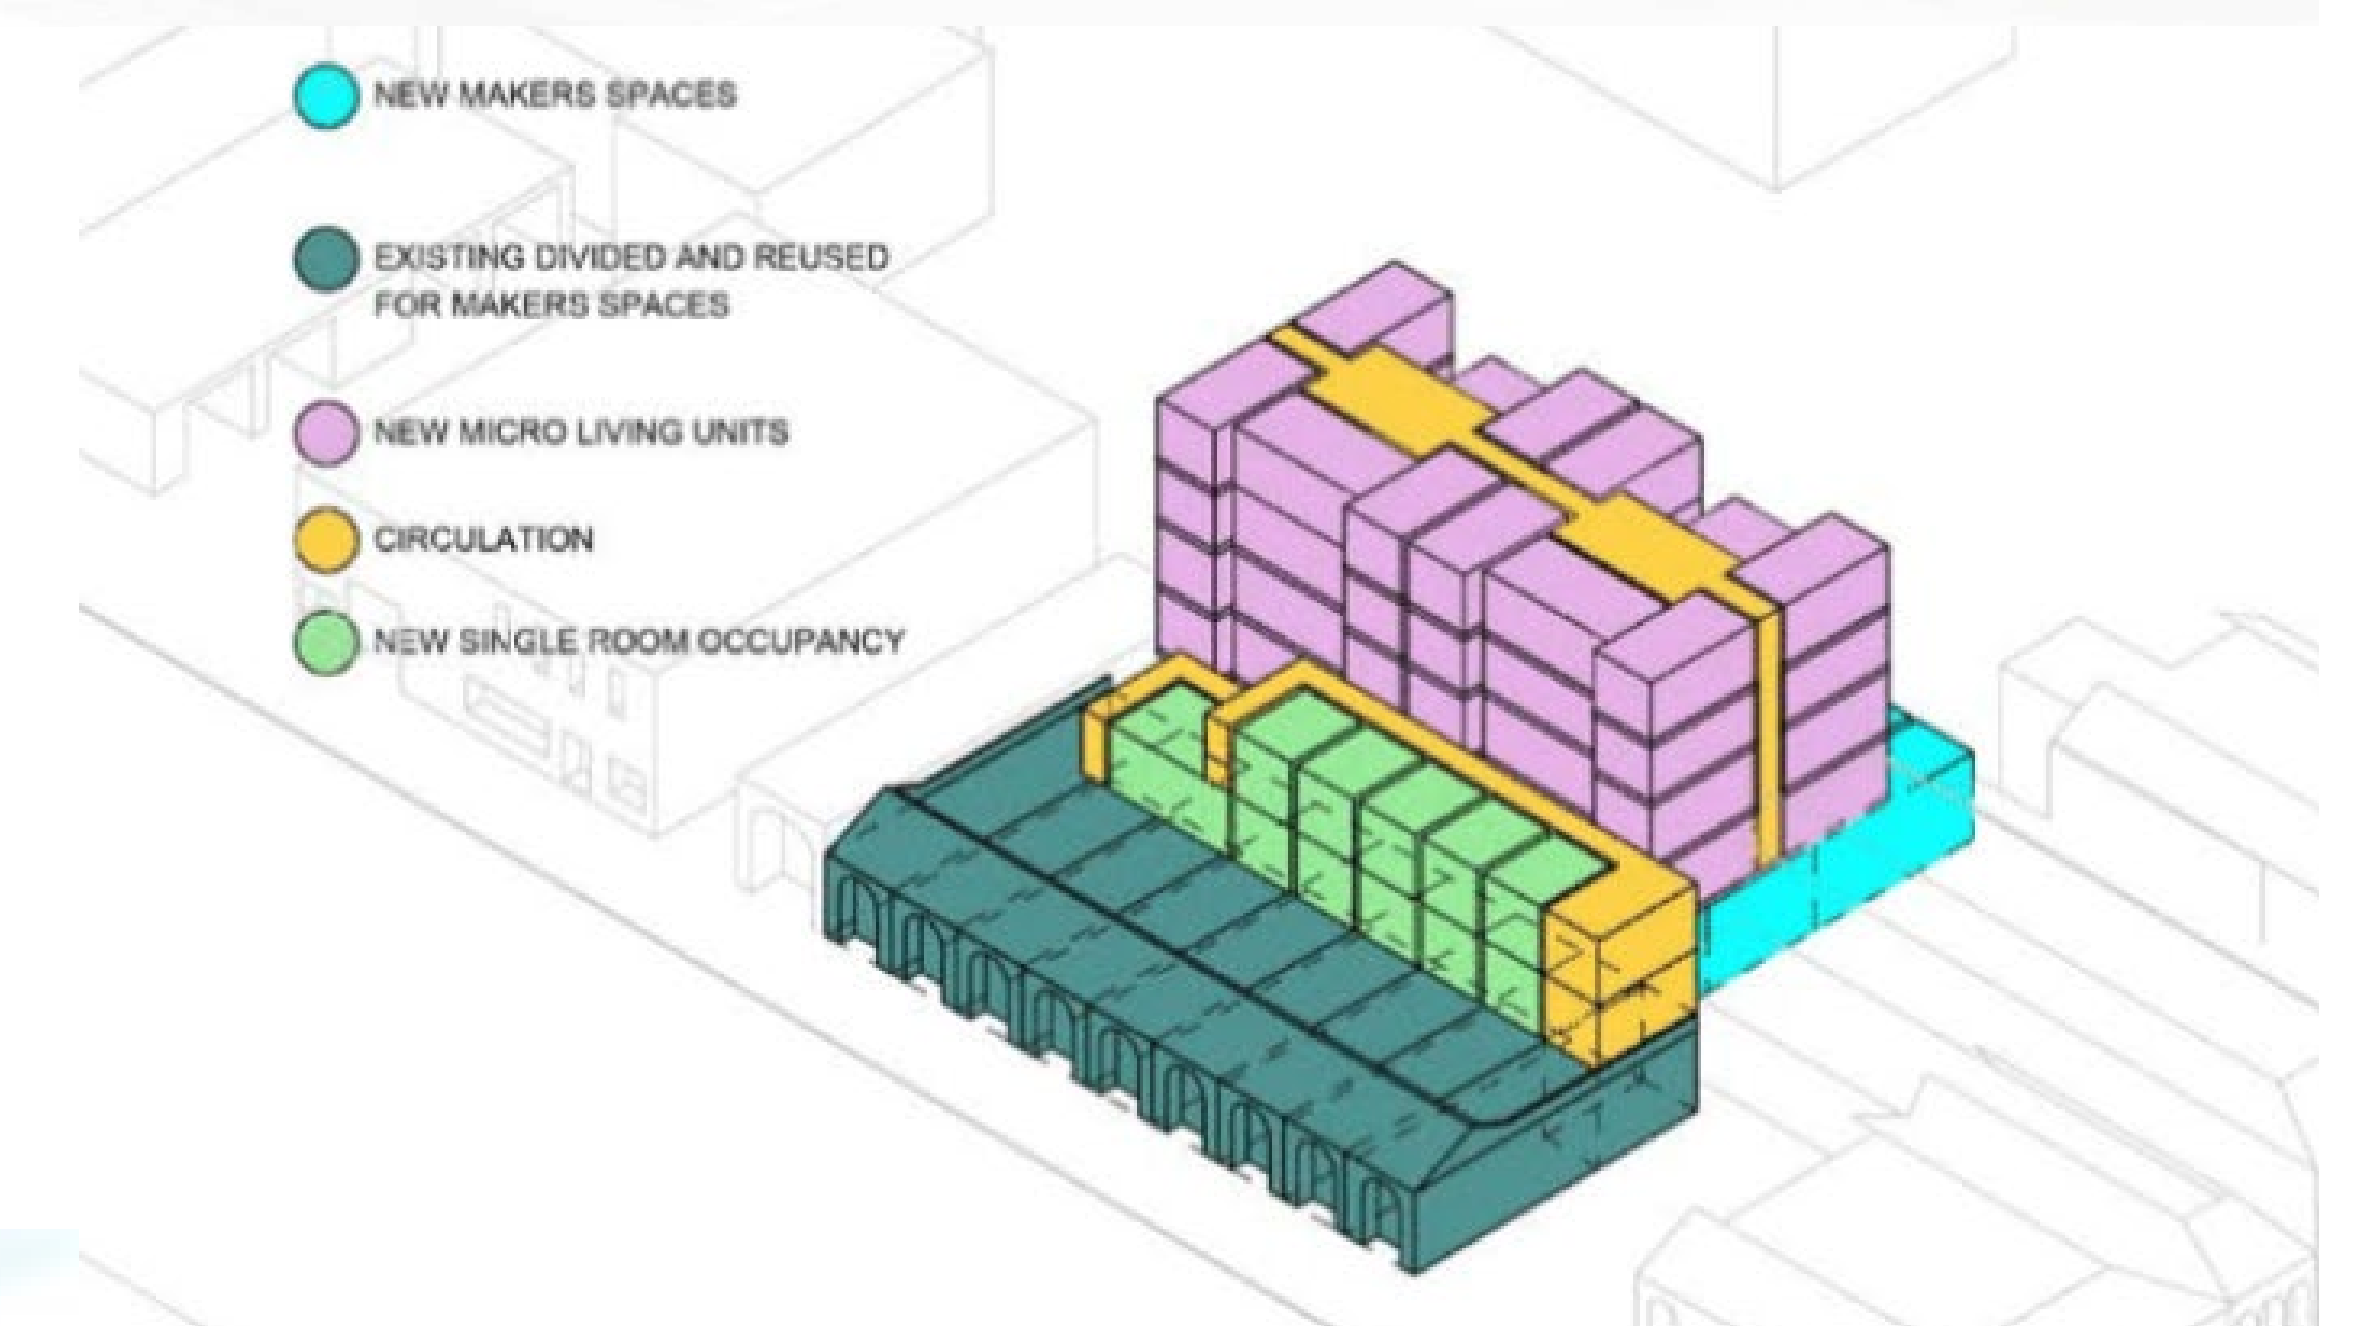 NEW MAKERS SPACES
EXISTING DIVIDED AND REUSED
FOR MAKERS SPACES
NEW MICRO LIVING UNITS
CIRCULATION
NEW SINGLE ROOM OCCUPANCY